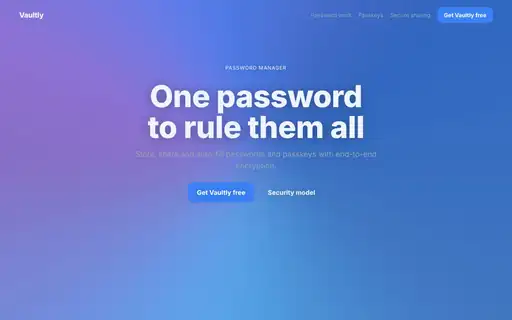 Vaultly
Passkeys
Secure sharing
Get Vaultly free
PASSWORD MANAGER
One password
to rule them all
Store, share and auto-fill passwords and passkeys with end-to-end
encryption.
Get Vaultly free
Security model